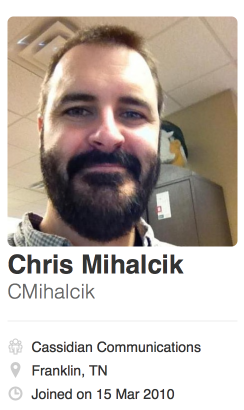 Chris Mihalcik
CMihalcik
Cassidian Communications
Franklin, TN
Joined on 15 Mar 2010